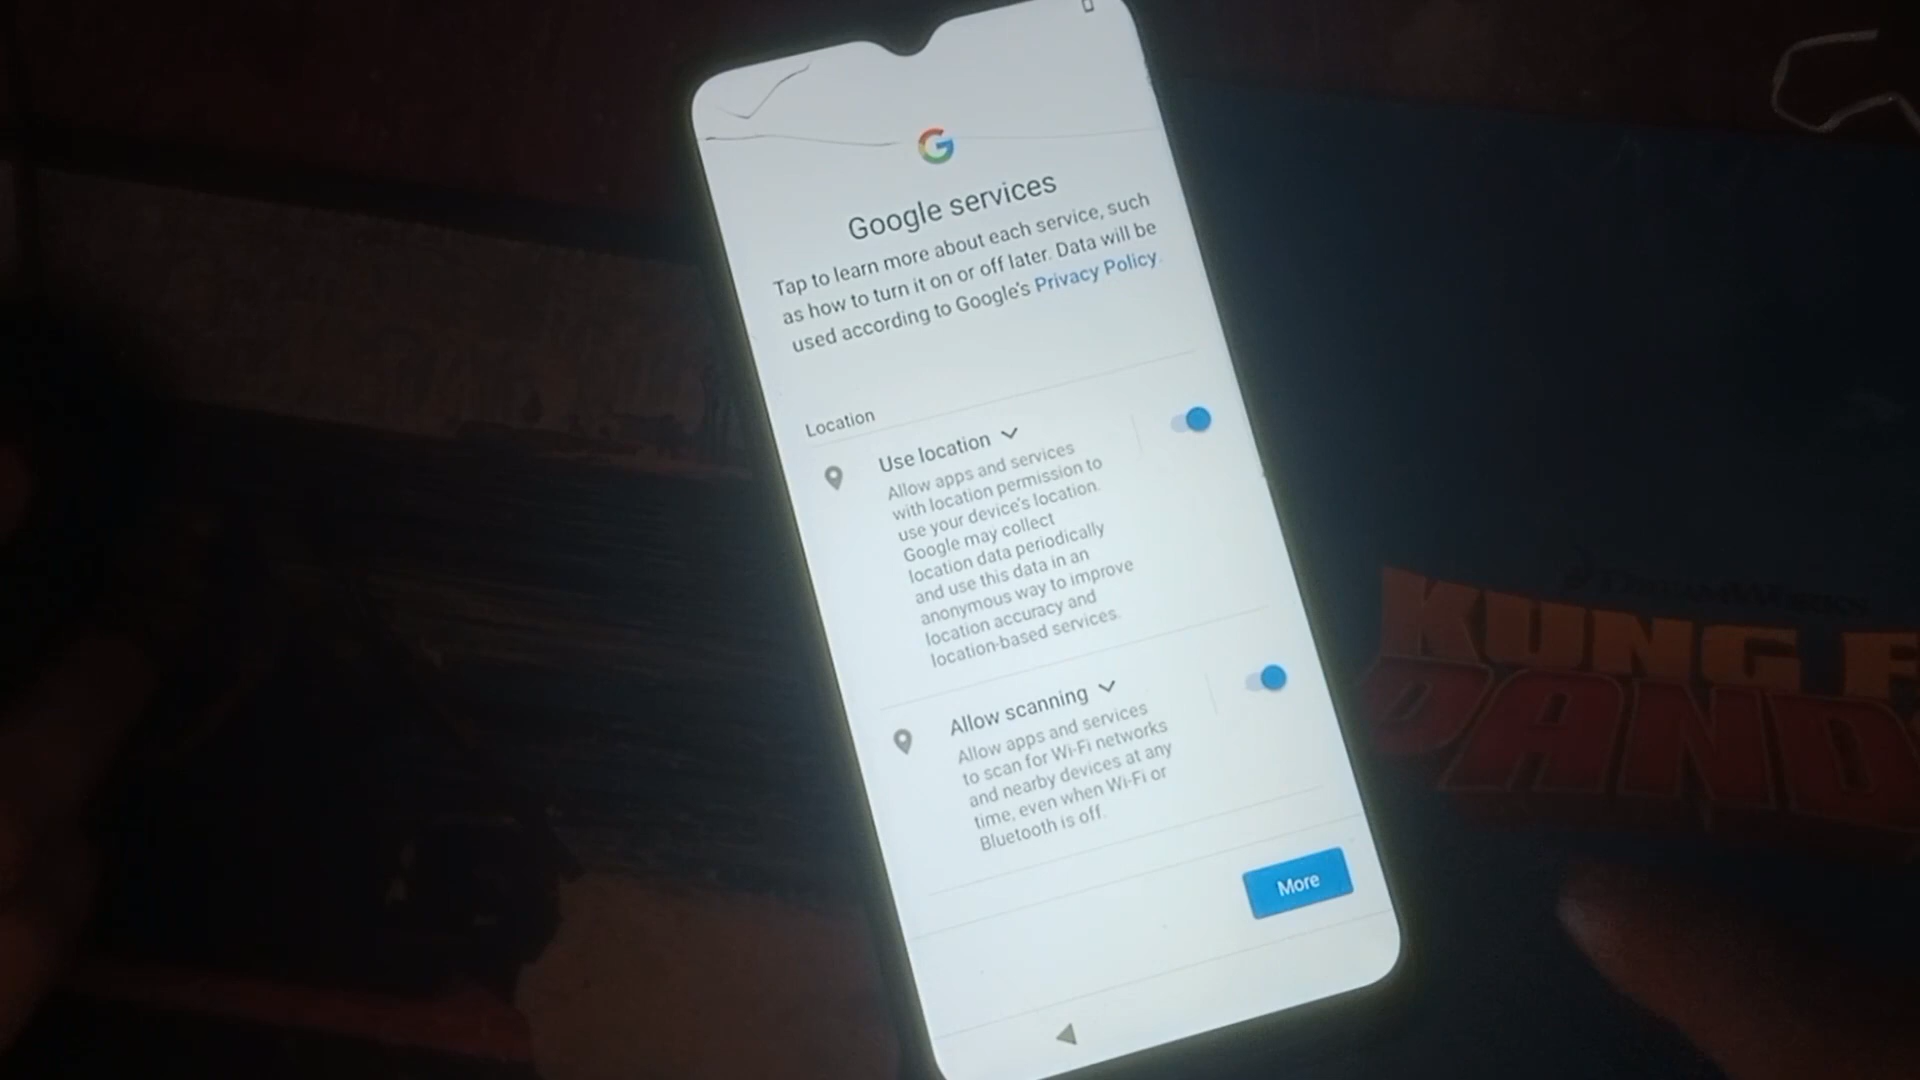 Google services
Tap to learn more about each service, such
as how to turn it on or off later. Data will be
used according to Google's Privacy Policy.
Location
Use location
Allow apps and services
with location permission to
use your device's location.
Google may collect
location data periodically
and use this data in an
anonymous way to improve
location accuracy and
location-based services.
Allow scanning
Allow apps and services
to scan for Wi-Fi networks
and nearby devices at any
time, even when Wi-Fi or
Bluetooth is off.
More
DREAMWORKS
KUNG F
PAND